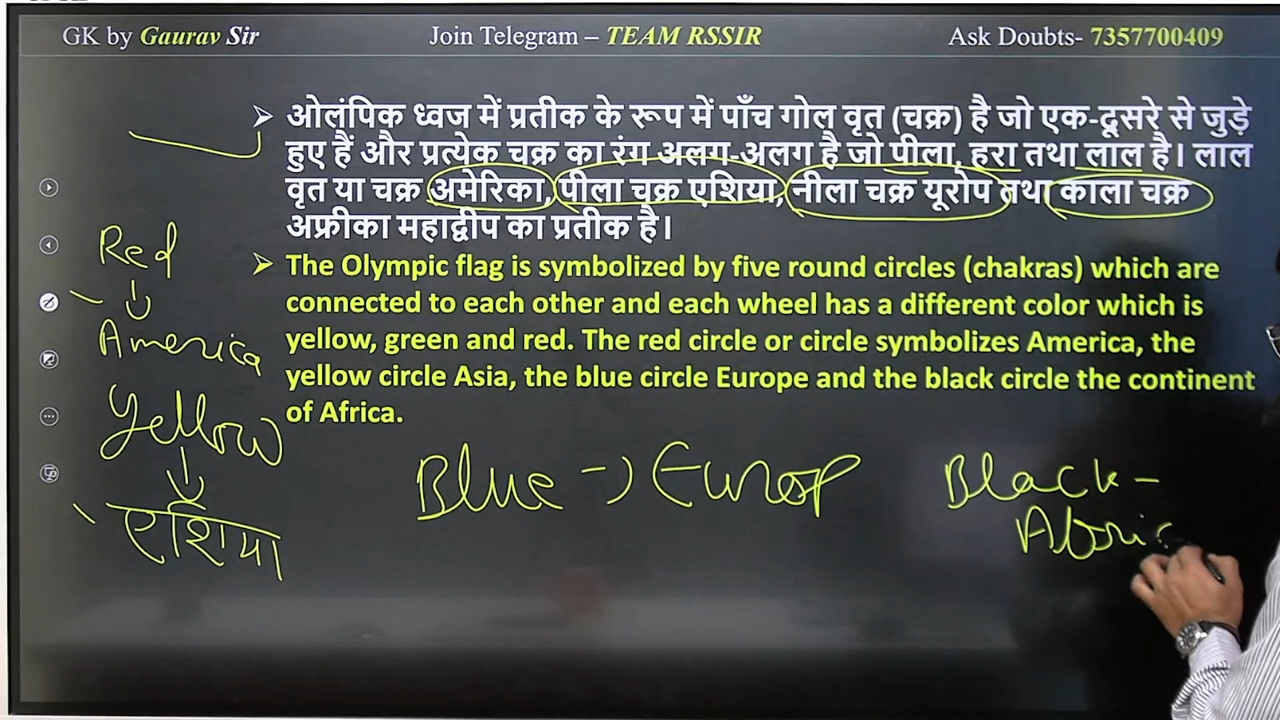 GK by Gaurav Sir
Join Telegram – TEAM RSSIR
Ask Doubts- 7357700409
➢ ओलंपिक ध्वज में प्रतीक के रूप में पाँच गोल वृत (चक्र) है जो एक-दूसरे से जुड़े
हुए हैं और प्रत्येक चक्र का रंग अलग-अलग है जो पीला, हरा तथा लाल है। लाल
वृत या चक्र अमेरिका, पीला चक्र एशिया, नीला चक्र यूरोप तथा काला चक्र
अफ्रीका महाद्वीप का प्रतीक है।
➢ The Olympic flag is symbolized by five round circles (chakras) which are
connected to each other and each wheel has a different color which is
yellow, green and red. The red circle or circle symbolizes America, the
yellow circle Asia, the blue circle Europe and the black circle the continent
of Africa.
Red
America
Yellow
एशिया
Blue → Europ
Black -